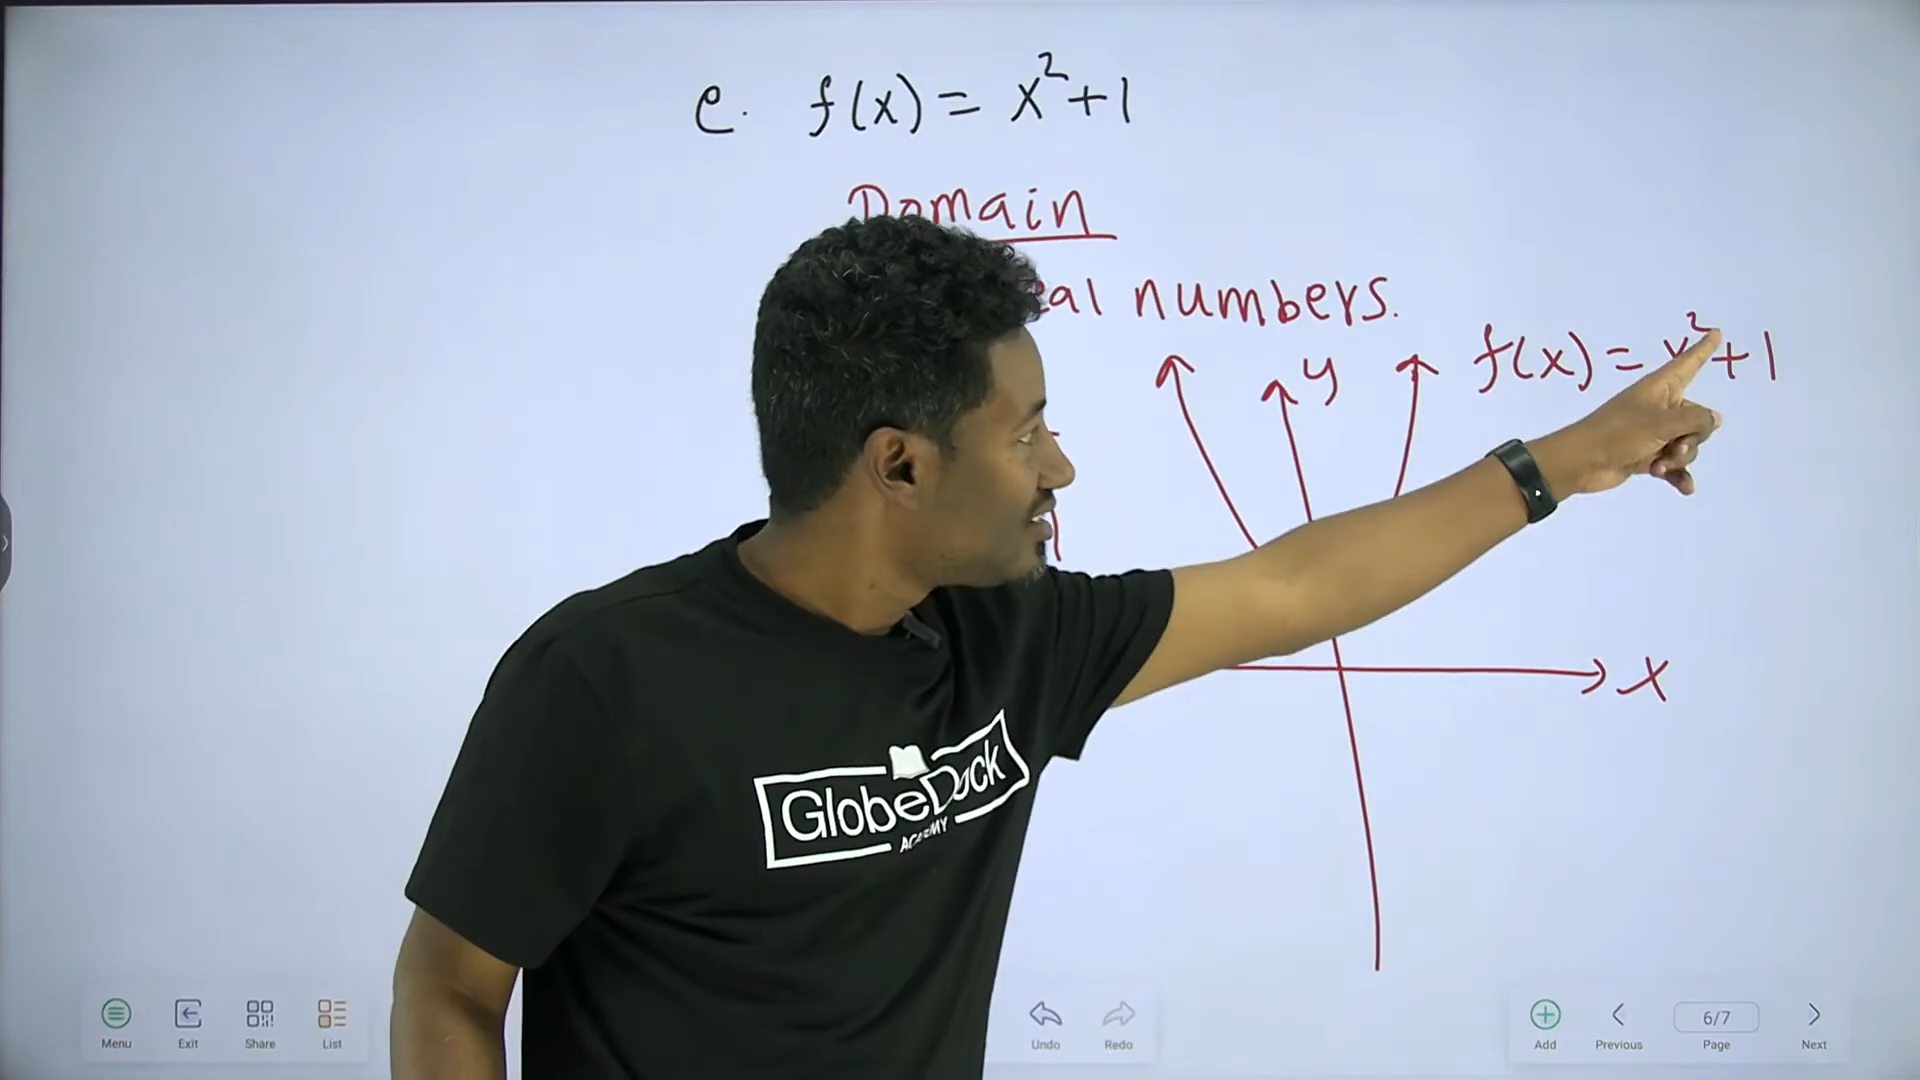 e. f(x) = x²+1
Domain
numbers.
y
f(x) = x²+1
x
GlobeDock
ACADEMY
Menu
Exit
Share
List
Undo
Redo
Add
Previous
6/7
Page
Next